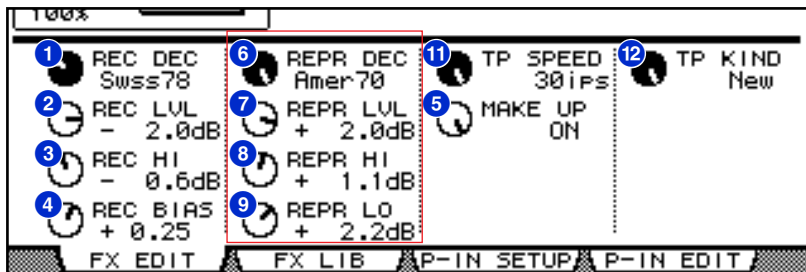 100%
1 REC DEC
Swss78
2 REC LVL
- 2.0dB
3 REC HI
- 0.6dB
4 REC BIAS
+ 0.25
6 REPR DEC
Amer70
7 REPR LVL
+ 2.0dB
8 REPR HI
+ 1.1dB
9 REPR LO
+ 2.2dB
11 TP SPEED
30ips
5 MAKE UP
ON
12 TP KIND
New
FX EDIT FX LIB P-IN SETUP P-IN EDIT